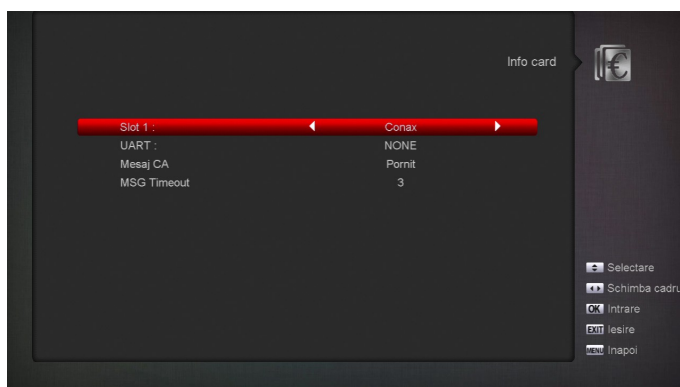 Info card
Slot 1 : Conax
UART : NONE
Mesaj CA Pornit
MSG Timeout 3
Selectare
Schimba cadru
OK Intrare
EXIT Iesire
MENU Inapoi